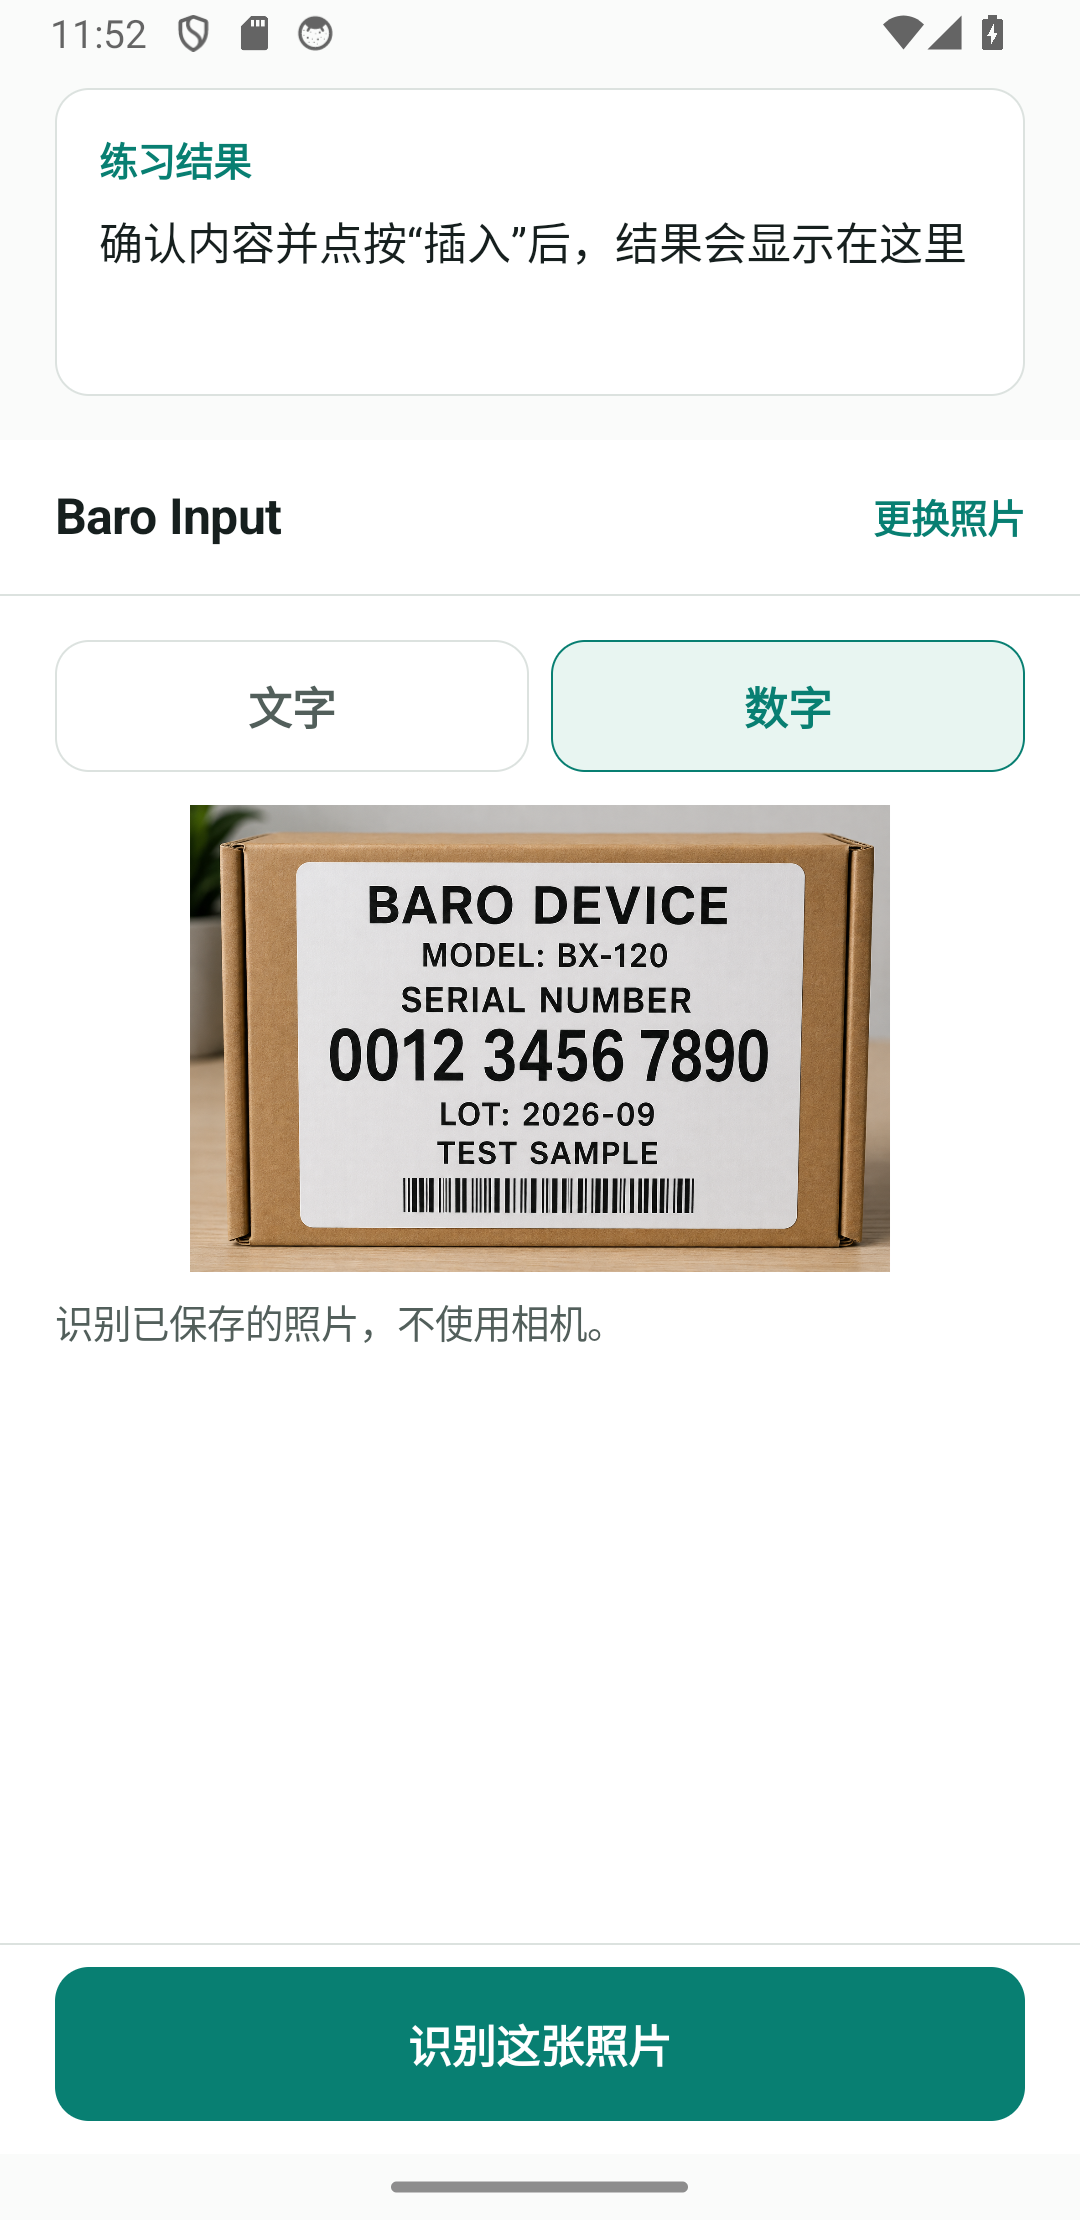 11:52
练习结果
确认内容并点按“插入”后，结果会显示在这里
Baro Input
更换照片
文字
数字
BARO DEVICE
MODEL: BX-120
SERIAL NUMBER
0012 3456 7890
LOT: 2026-09
TEST SAMPLE
识别已保存的照片，不使用相机。
识别这张照片